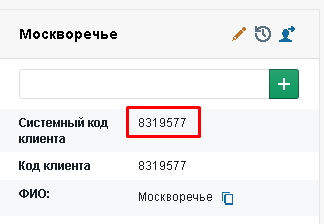 Москворечье
Системный код 8319577
клиента
Код клиента 8319577
ФИО: Москворечье